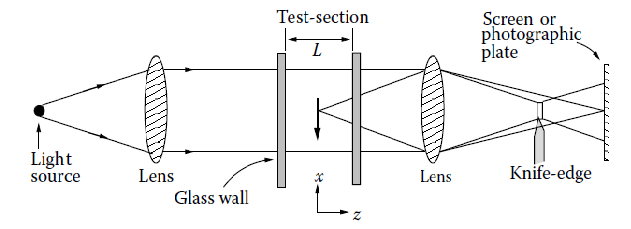 Test-section
L
Screen or
photographic
plate
Light
source
Lens
Glass wall
x
z
Lens
Knife-edge